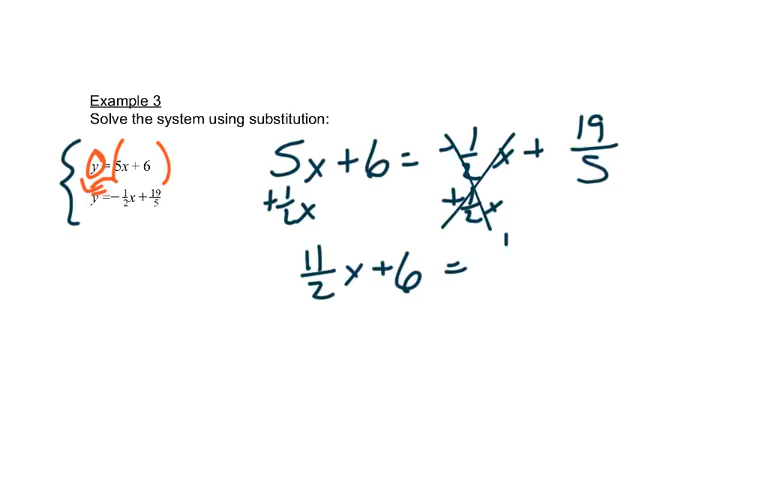 Example 3
Solve the system using substitution:
y = 5x + 6
y = -1/2x + 19/5
5x + 6 = -1/2x + 19/5
+1/2x +1/2x
11/2x + 6 = 1